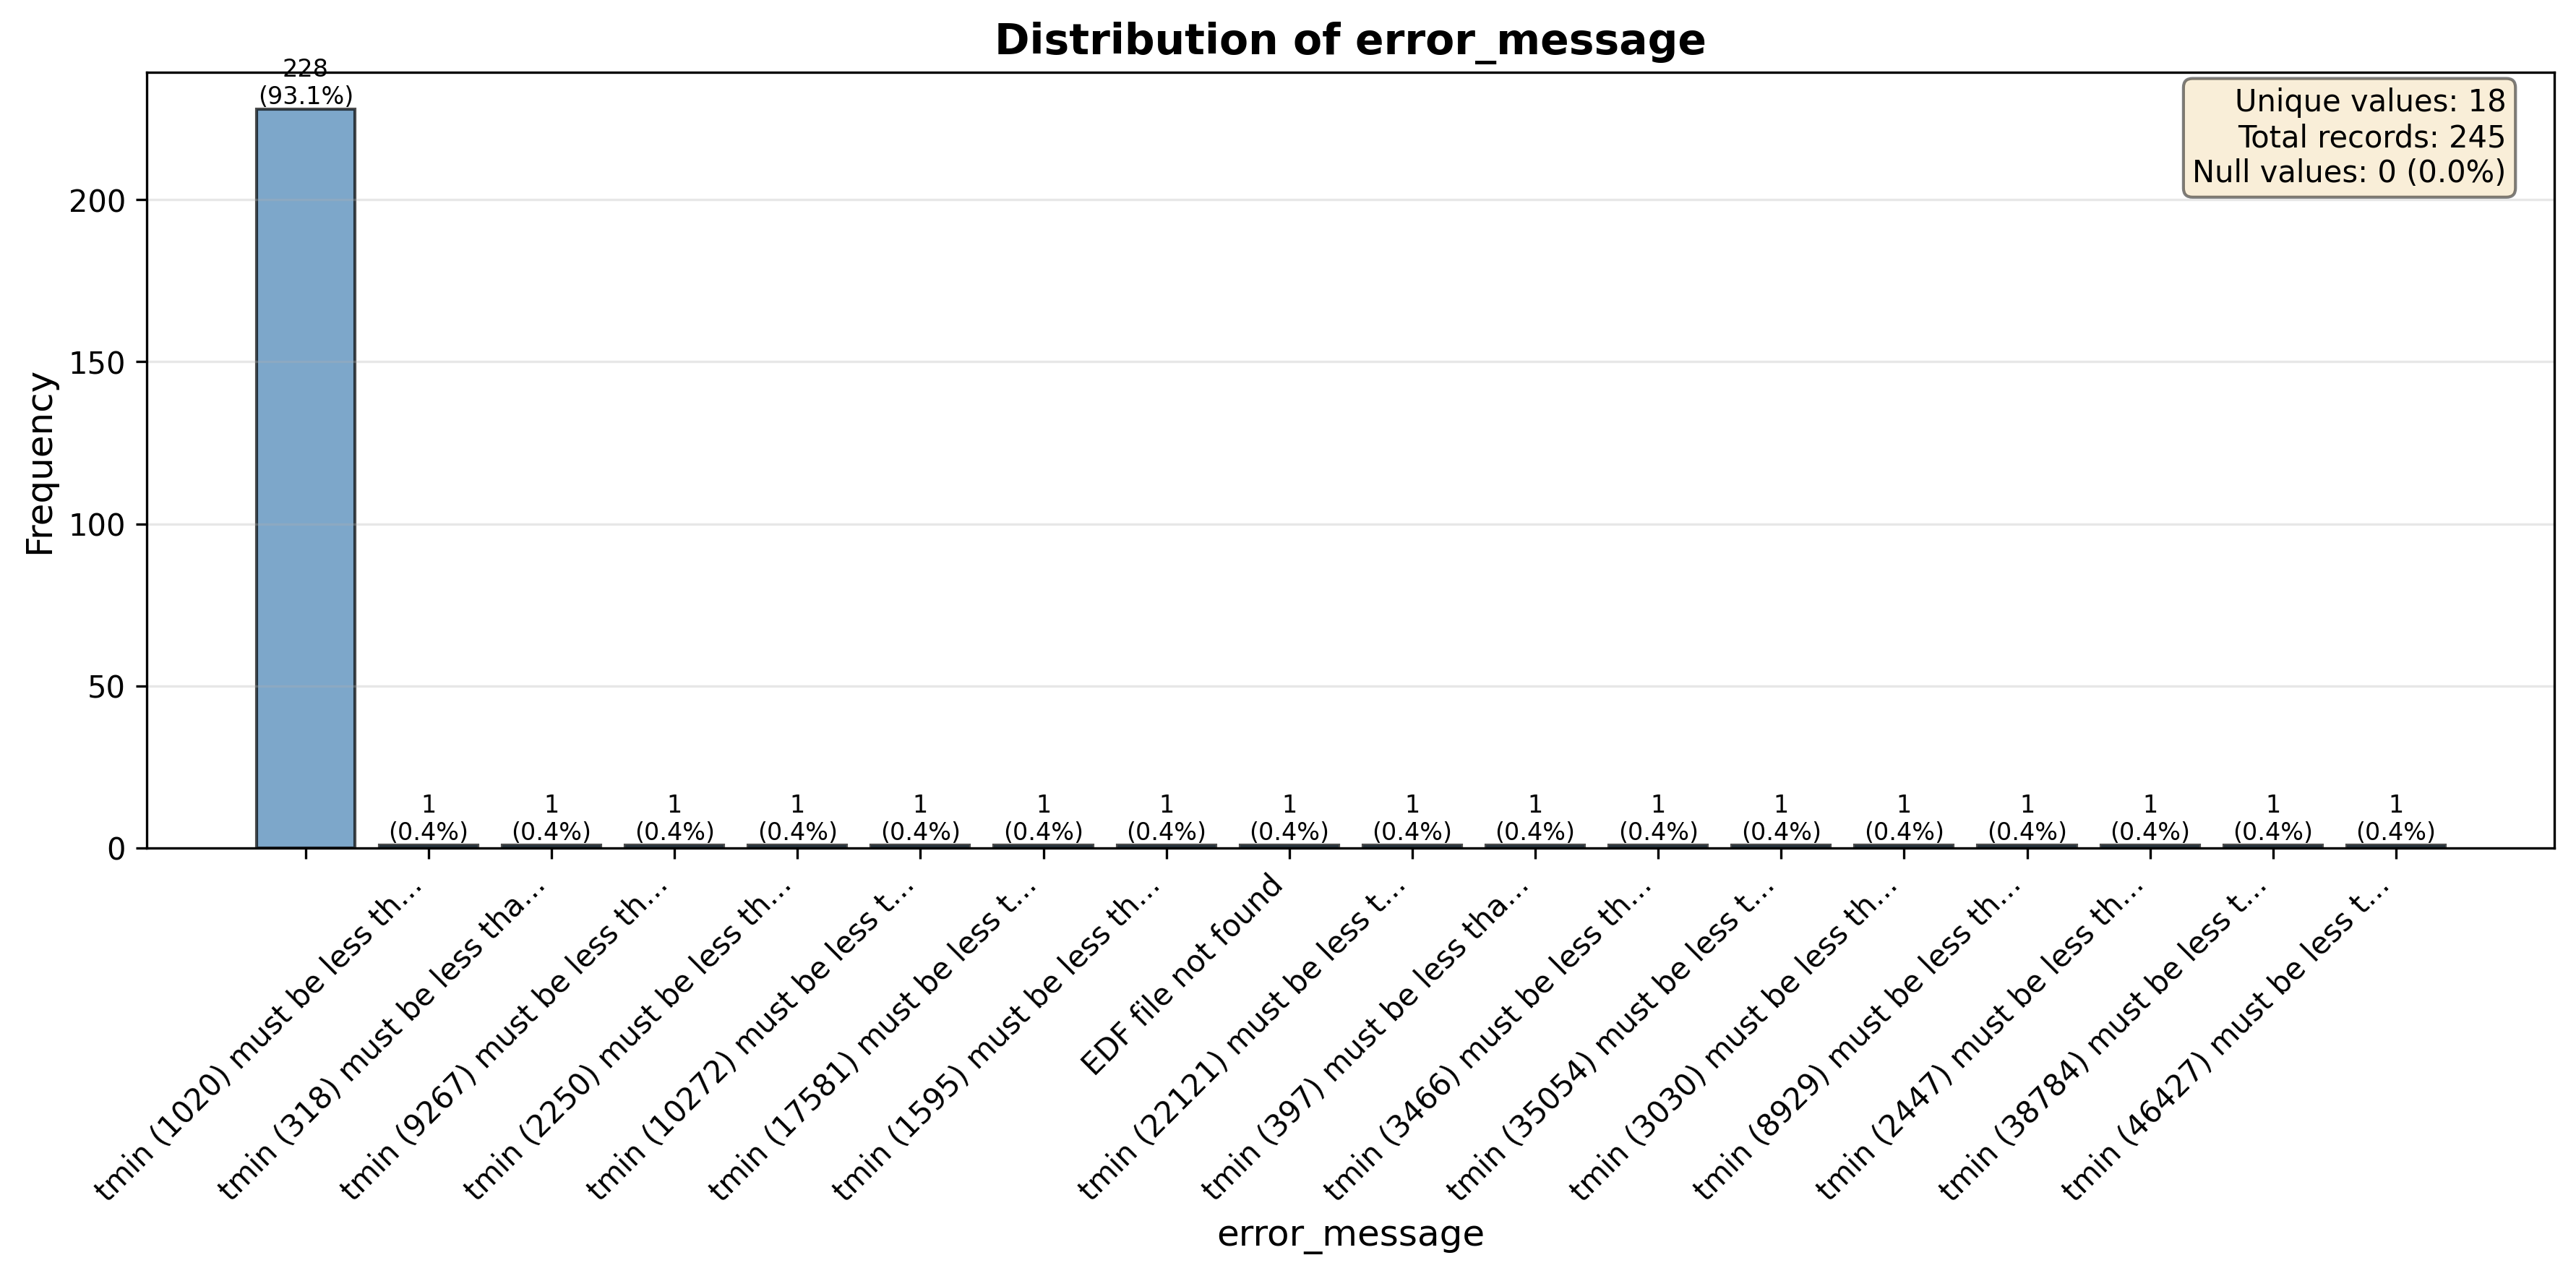 Distribution of error_message
228
(93.1%)
Unique values: 18
Total records: 245
Null values: 0 (0.0%)
Frequency
200
150
100
50
0
1
(0.4%)
1
(0.4%)
1
(0.4%)
1
(0.4%)
1
(0.4%)
1
(0.4%)
1
(0.4%)
1
(0.4%)
1
(0.4%)
1
(0.4%)
1
(0.4%)
1
(0.4%)
1
(0.4%)
1
(0.4%)
1
(0.4%)
1
(0.4%)
1
(0.4%)
tmin (1020) must be less th...
tmin (318) must be less tha...
tmin (9267) must be less th...
tmin (2250) must be less th...
tmin (10272) must be less t...
tmin (17581) must be less t...
tmin (1595) must be less th...
EDF file not found
tmin (22121) must be less t...
tmin (397) must be less tha...
tmin (3466) must be less th...
tmin (35054) must be less t...
tmin (3030) must be less th...
tmin (8929) must be less th...
tmin (2447) must be less th...
tmin (38784) must be less t...
tmin (46427) must be less t...
error_message